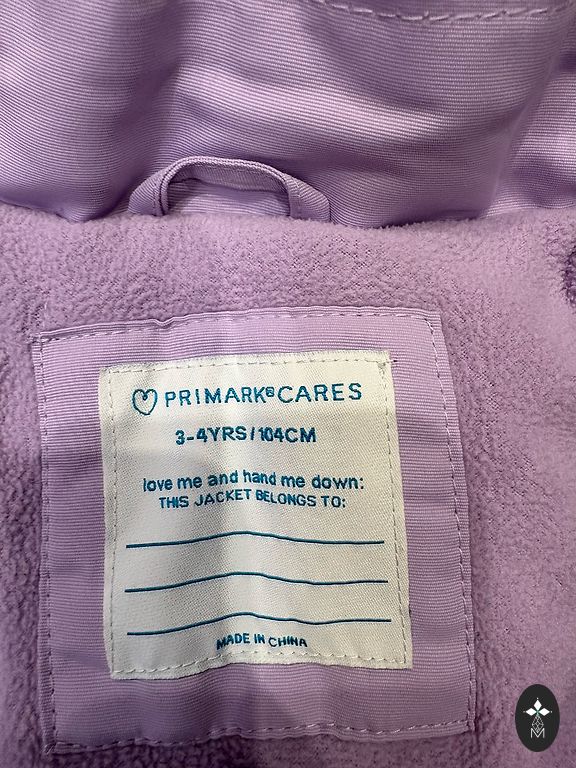 PRIMARK® CARES
3-4YRS/104CM
love me and hand me down:
THIS JACKET BELONGS TO:
MADE IN CHINA
M